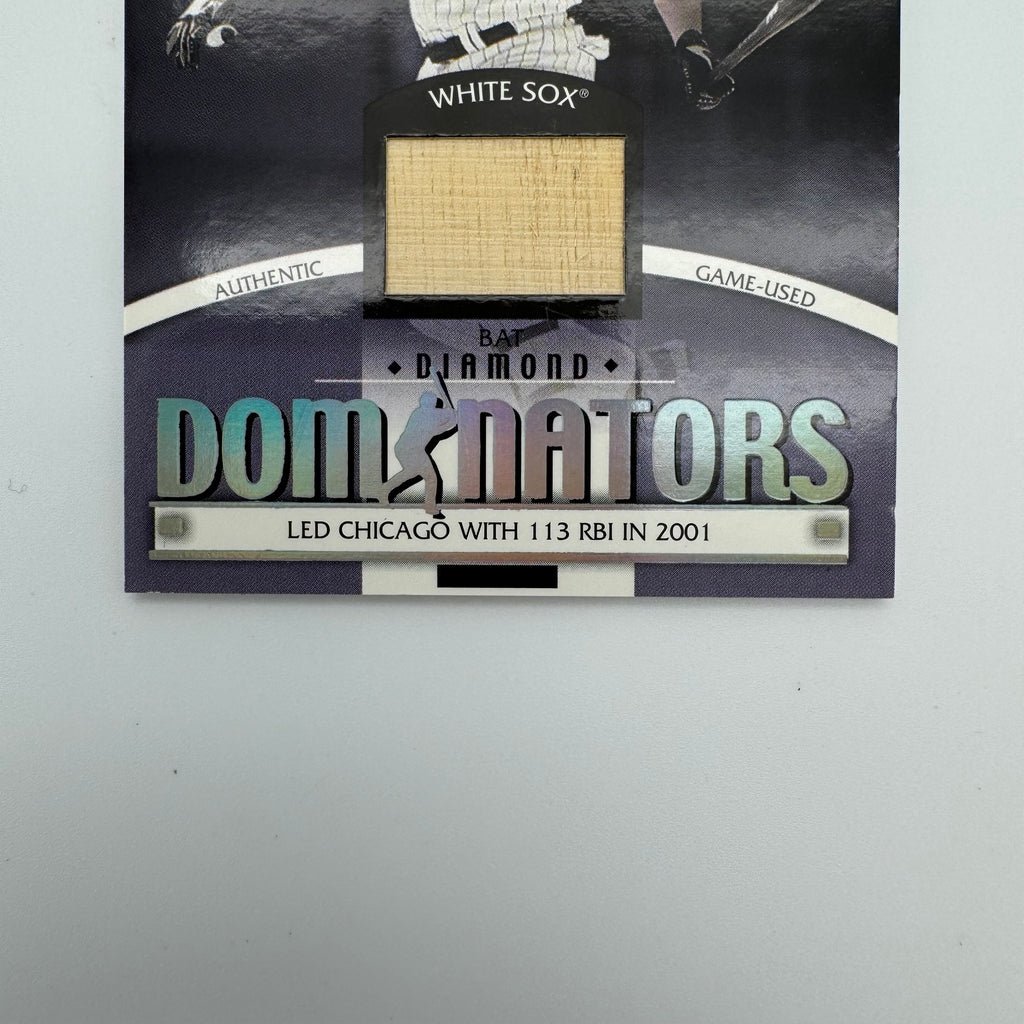 WHITE SOX®
AUTHENTIC
GAME-USED
BAT
DIAMOND
DOMINATORS
LED CHICAGO WITH 113 RBI IN 2001